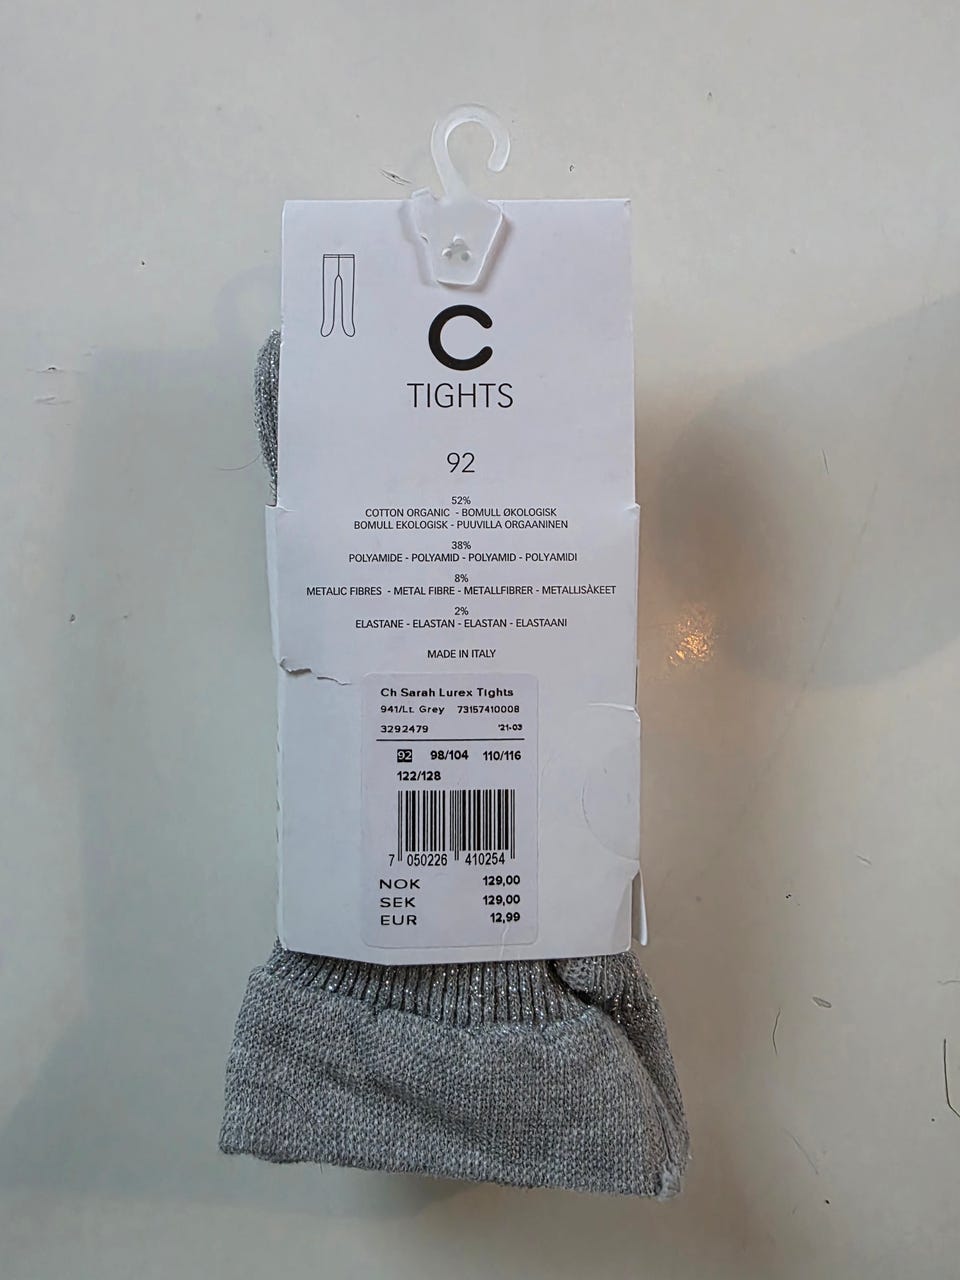 C
TIGHTS
92
52%
COTTON ORGANIC - BOMULL ØKOLOGISK
BOMULL EKOLOGISK - PUUVILLA ORGAANINEN
38%
POLYAMIDE - POLYAMID - POLYAMID - POLYAMIDI
8%
METALIC FIBRES - METAL FIBRE - METALLFIBRER - METALLISÀKEET
2%
ELASTANE - ELASTAN - ELASTAN - ELASTAANI
MADE IN ITALY
Ch Sarah Lurex Tights
941/Lt. Grey 73157410008
3292479 '21-03
92 98/104 110/116
122/128
7 050226 410254
NOK 129,00
SEK 129,00
EUR 12,99